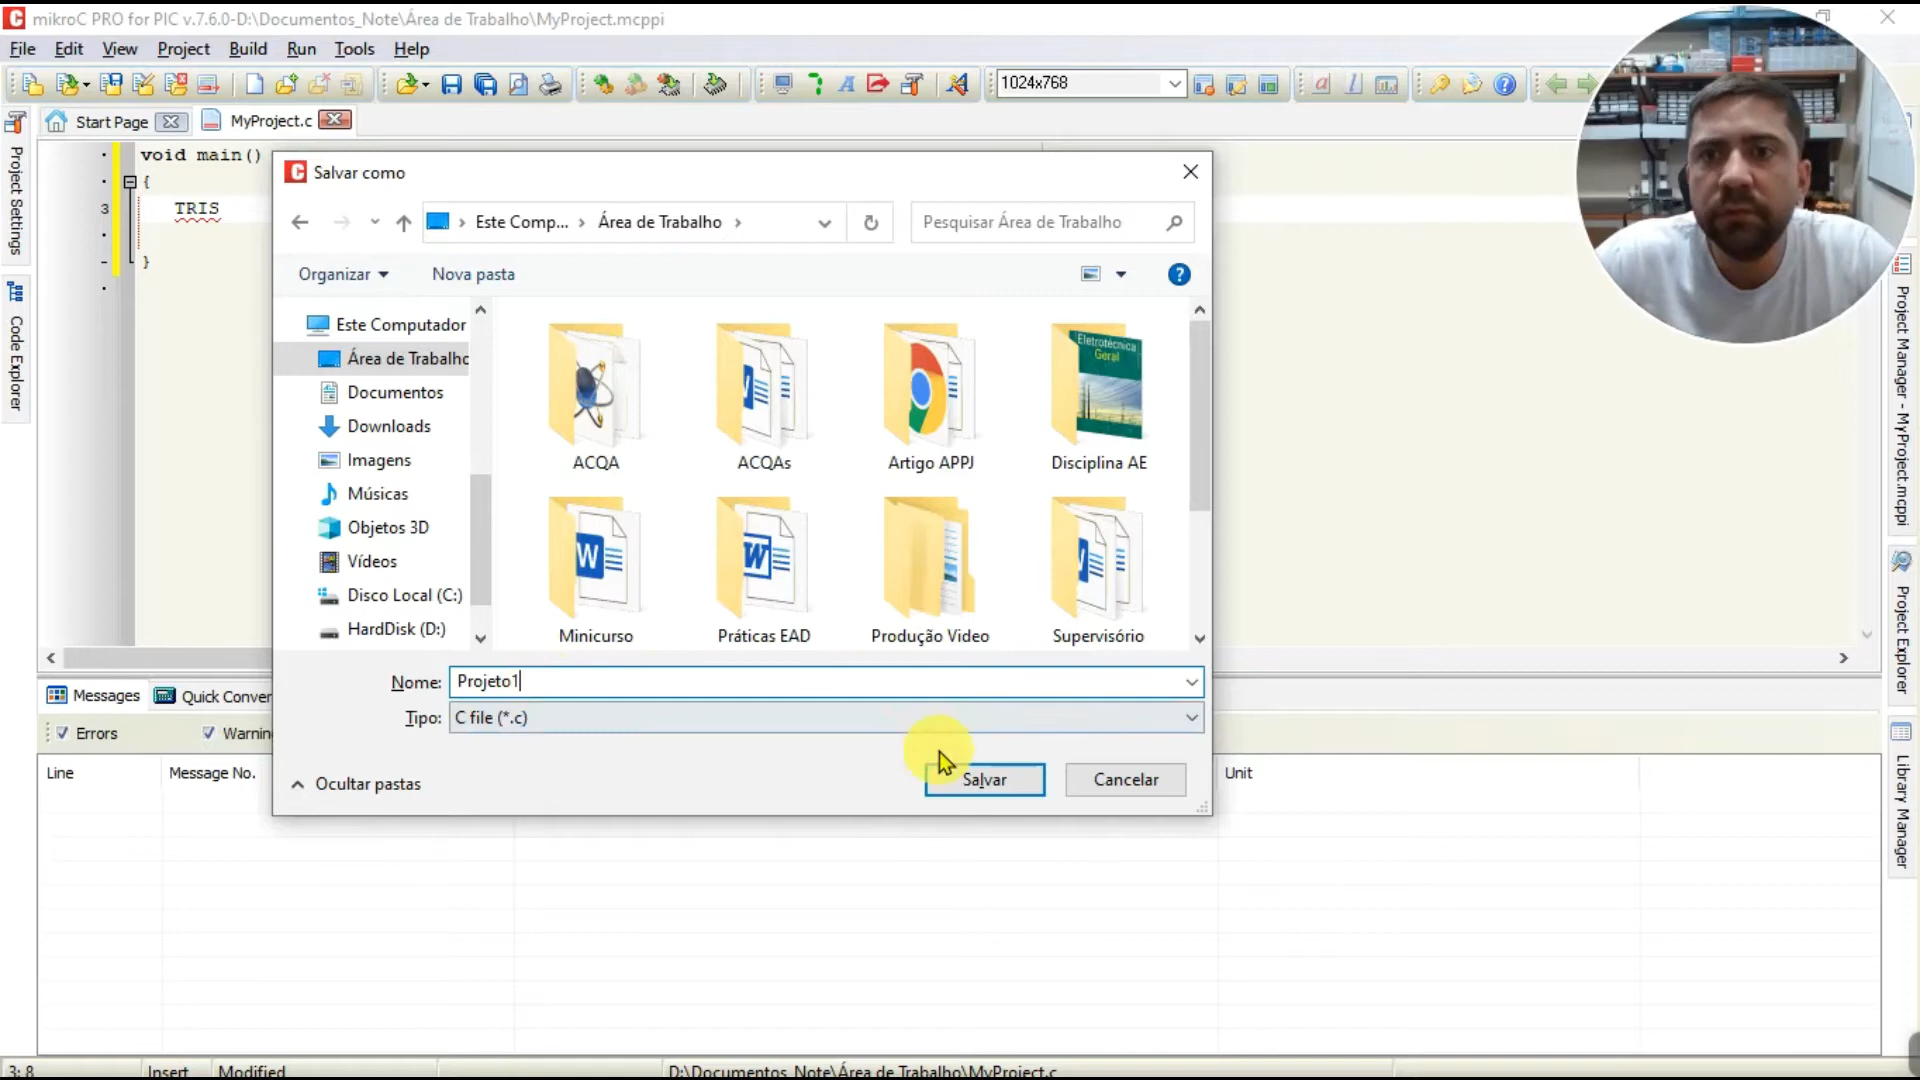 mikroC PRO for PIC v.7.6.0-D:\Documentos_Note\Área de Trabalho\MyProject.mcppi
File Edit View Project Build Run Tools Help
1024x768
Start Page MyProject.c
void main()
{
3 TRIS
}
Project Settings
Code Explorer
Salvar como
Este Comp... Área de Trabalho
Pesquisar Área de Trabalho
Organizar Nova pasta
Este Computador
Área de Trabalho
Documentos
Downloads
Imagens
Músicas
Objetos 3D
Vídeos
Disco Local (C:)
HardDisk (D:)
ACQA ACQAs Artigo APPJ Disciplina AE
Eletrotécnica
Geral
Minicurso Práticas EAD Produção Video Supervisório
Nome: Projeto1
Tipo: C file (*.c)
Ocultar pastas
Salvar Cancelar
Project Manager - MyProject.mcppi
Project Explorer
Library Manager
Messages Quick Conver
Errors Warnin
Line Message No. Unit
3: 8 Insert Modified D:\Documentos_Note\Área de Trabalho\MyProject.c